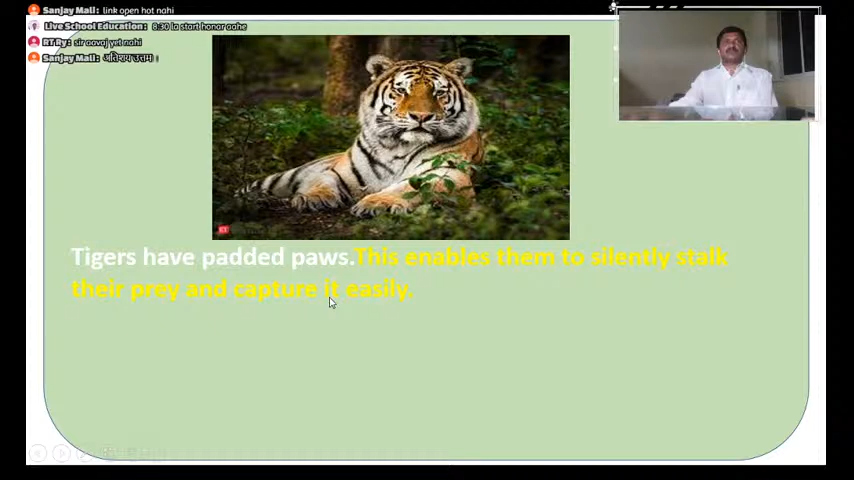 Sanjay Mali: link open hot nahi
Live School Education: 8:30 la start honar aahe
RT Ry: sir aavaj yet nahi
Sanjay Mali: अतिशय उत्तम !
Tigers have padded paws.This enables them to silently stalk
their prey and capture it easily.